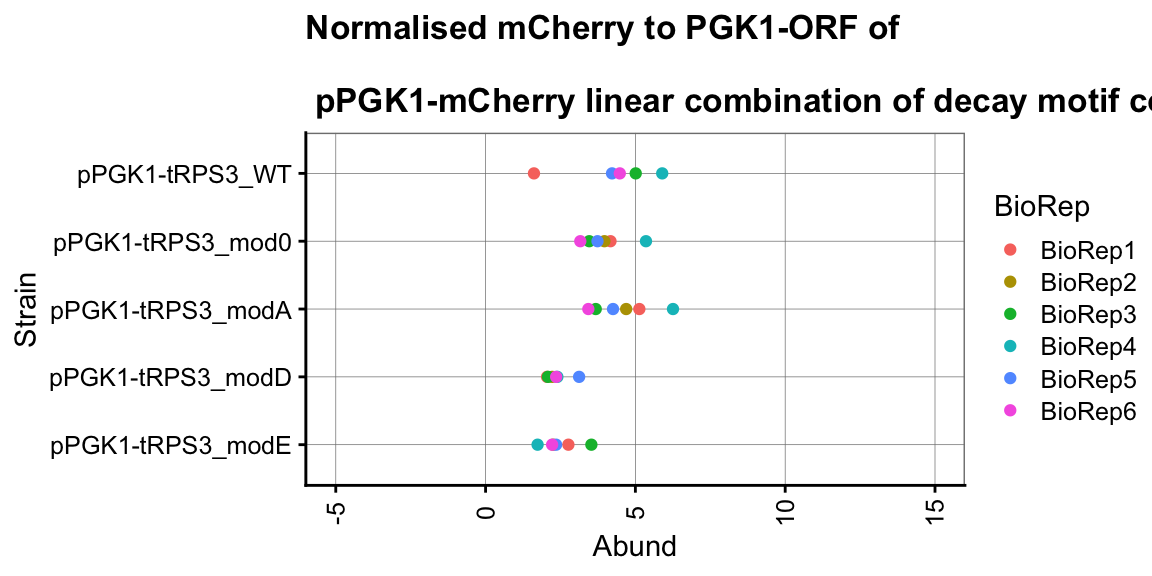 Normalised mCherry to PGK1-ORF of
pPGK1-mCherry linear combination of decay motif
pPGK1-tRPS3_WT
pPGK1-tRPS3_mod0
pPGK1-tRPS3_modA
pPGK1-tRPS3_modD
pPGK1-tRPS3_modE
Strain
-5
0
5
10
15
Abund
BioRep
BioRep1
BioRep2
BioRep3
BioRep4
BioRep5
BioRep6